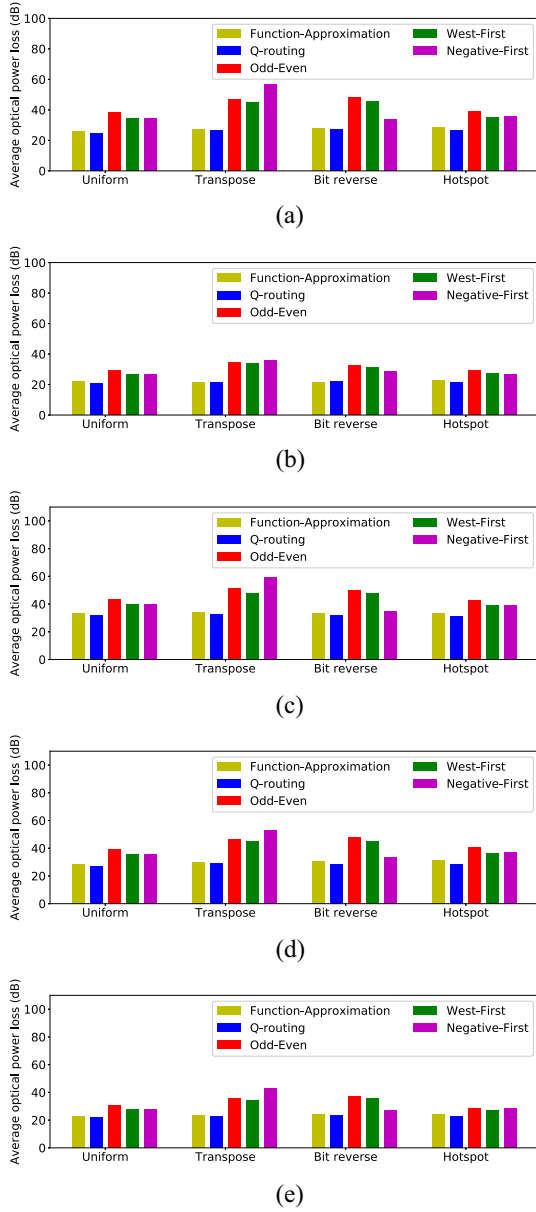 Average optical power loss (dB)
100
80
60
40
20
0
Function-Approximation
Q-routing
Odd-Even
West-First
Negative-First
Uniform
Transpose
Bit reverse
Hotspot
(a)
Average optical power loss (dB)
100
80
60
40
20
0
Function-Approximation
Q-routing
Odd-Even
West-First
Negative-First
Uniform
Transpose
Bit reverse
Hotspot
(b)
Average optical power loss (dB)
100
80
60
40
20
0
Function-Approximation
Q-routing
Odd-Even
West-First
Negative-First
Uniform
Transpose
Bit reverse
Hotspot
(c)
Average optical power loss (dB)
100
80
60
40
20
0
Function-Approximation
Q-routing
Odd-Even
West-First
Negative-First
Uniform
Transpose
Bit reverse
Hotspot
(d)
Average optical power loss (dB)
100
80
60
40
20
0
Function-Approximation
Q-routing
Odd-Even
West-First
Negative-First
Uniform
Transpose
Bit reverse
Hotspot
(e)